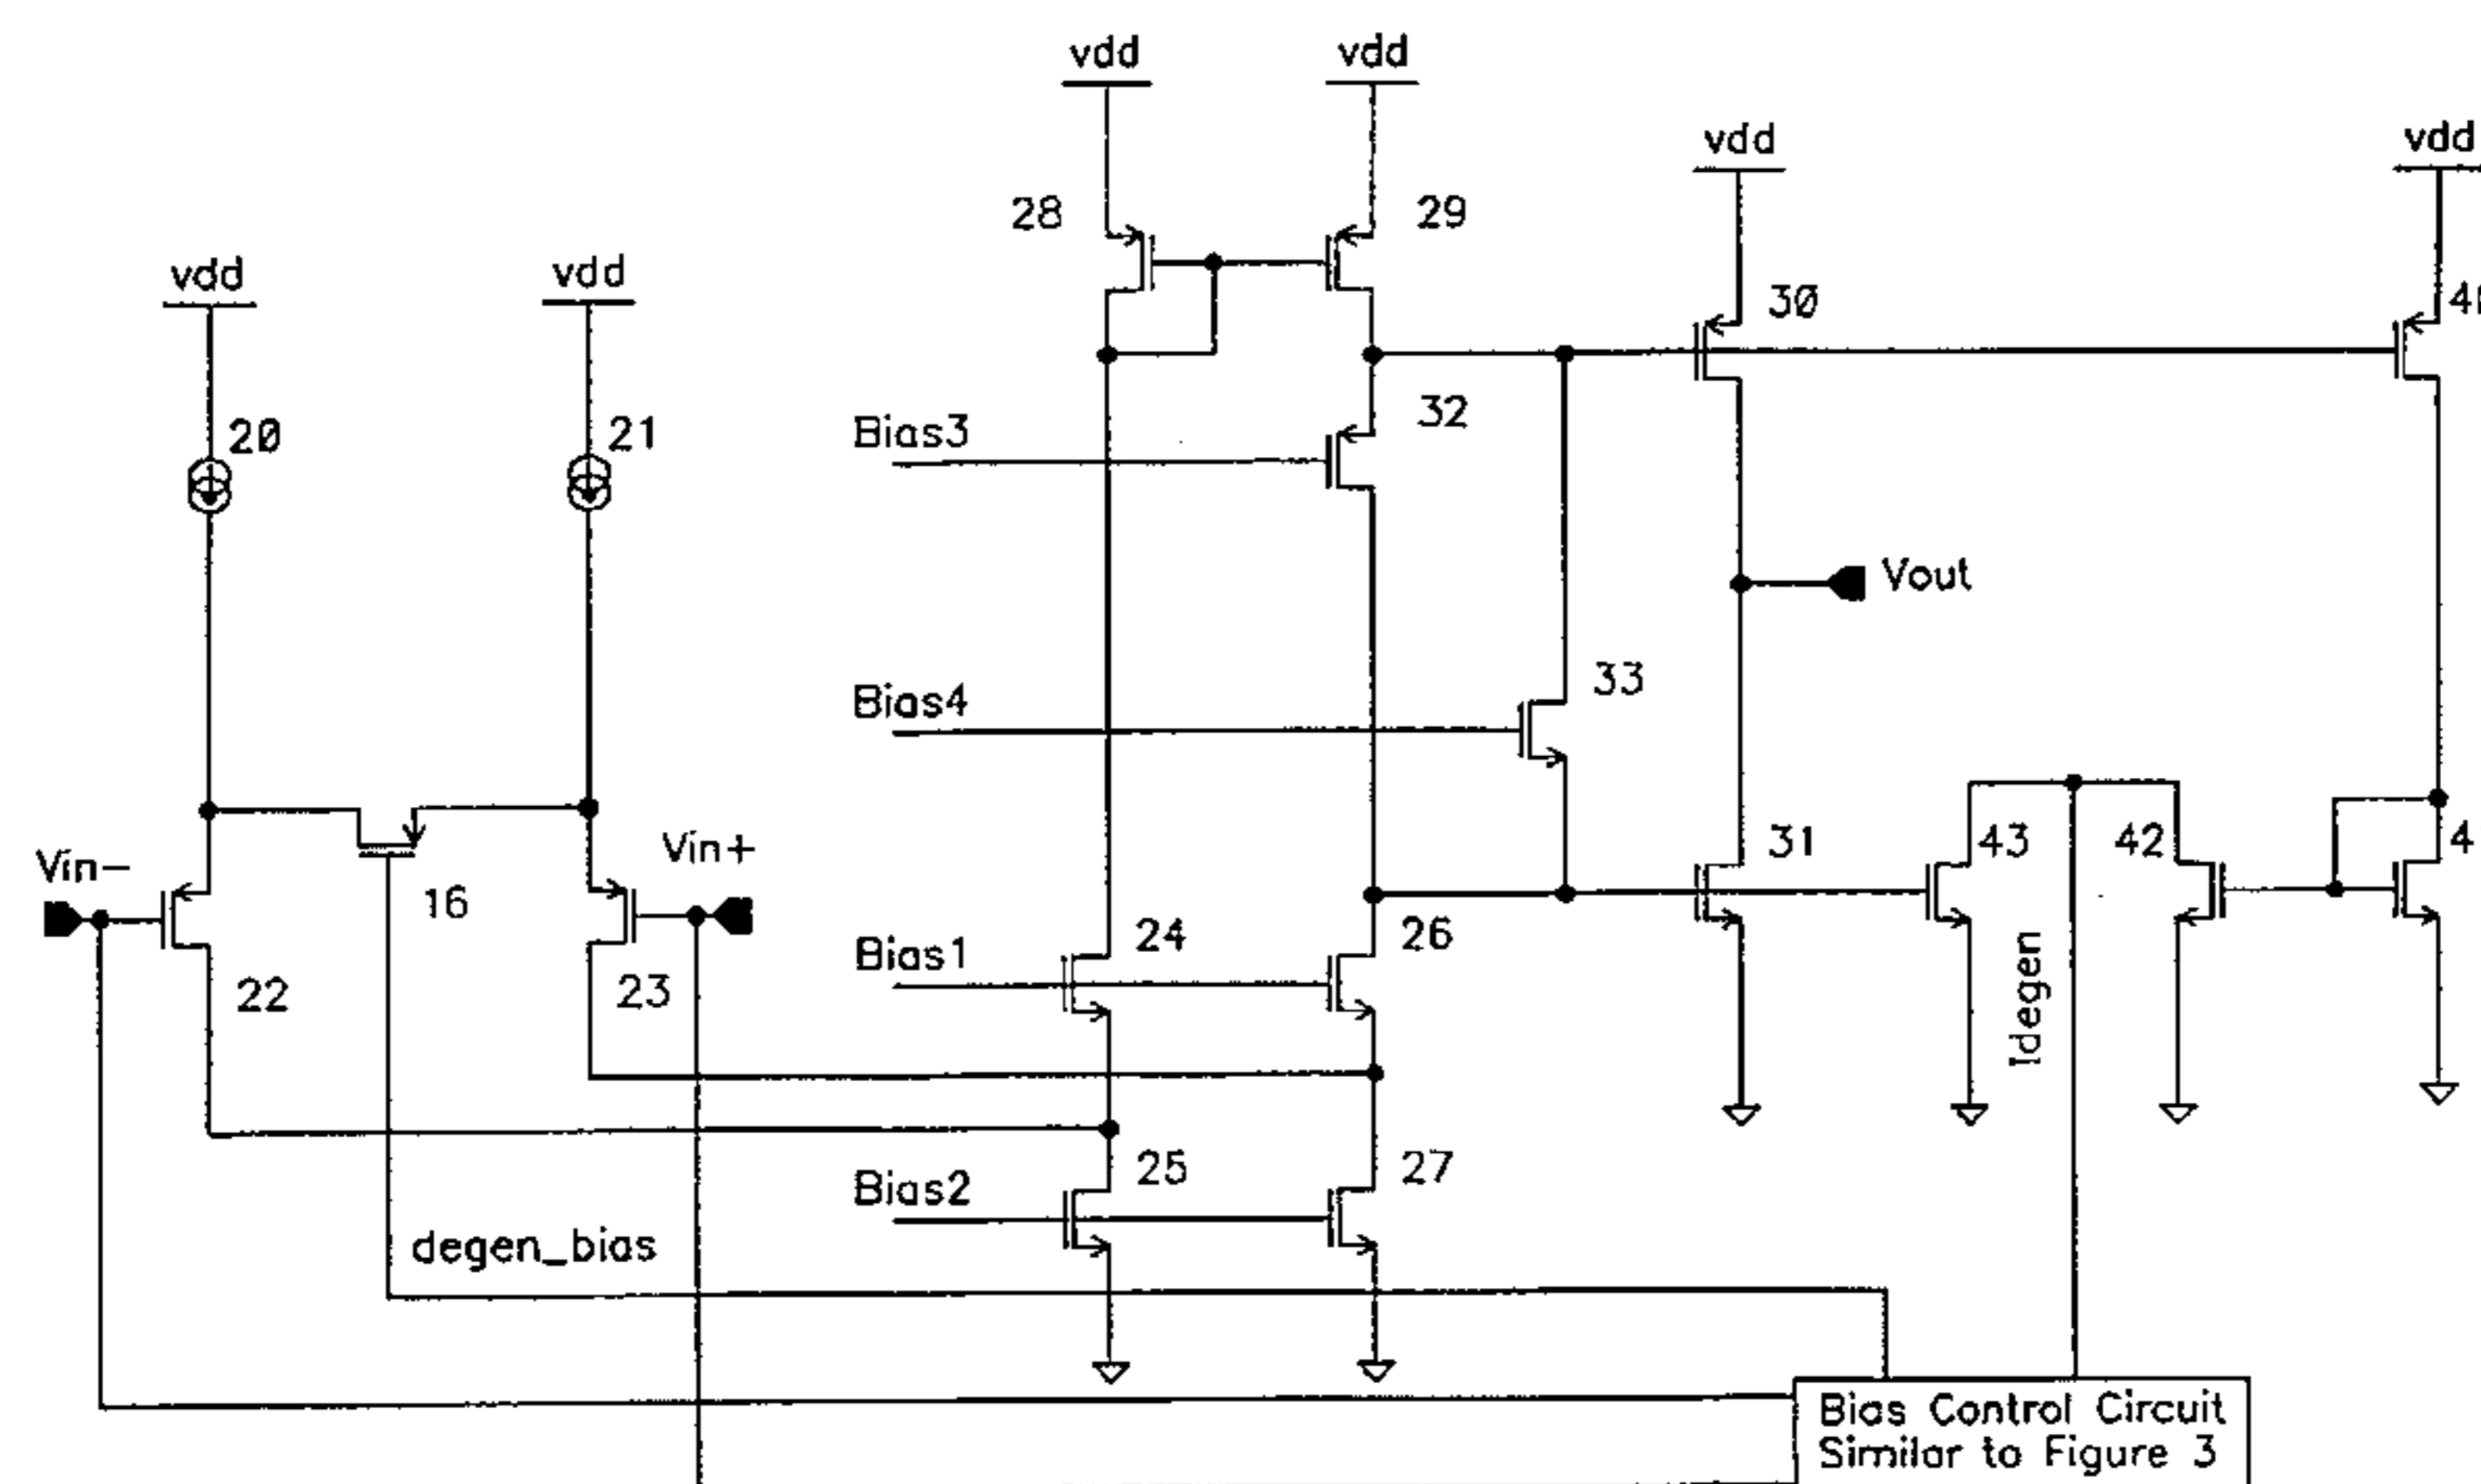 vdd
vdd
vdd
vdd
28
29
vdd
vdd
30
20
21
Bias3
32
Vout
Bias4
33
Vin-
16
Vin+
31
43
42
4
22
23
Bias1
24
26
Idegen
degen_bias
Bias2
25
27
Bias Control Circuit
Similar to Figure 3